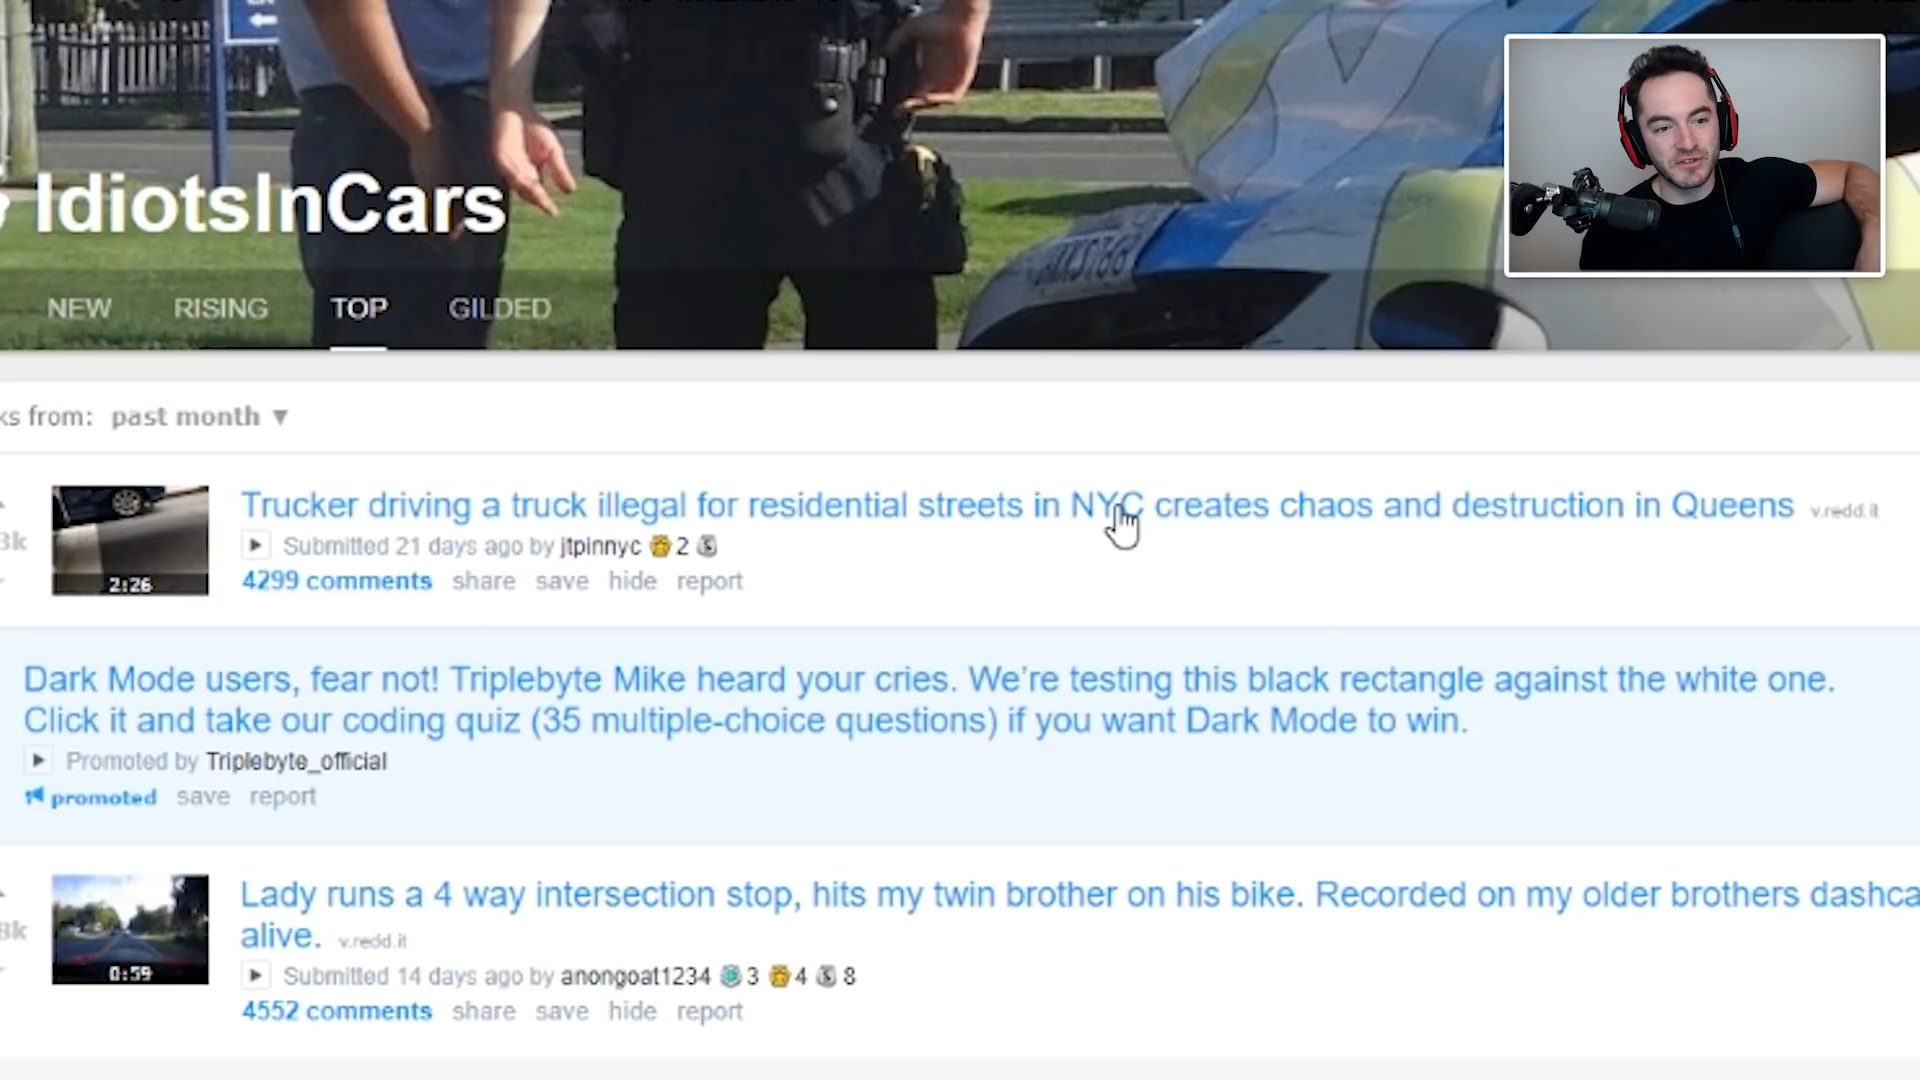 IdiotsInCars
NEW RISING TOP GILDED
ks from: past month ▼
Trucker driving a truck illegal for residential streets in NYC creates chaos and destruction in Queens v.redd.it
Submitted 21 days ago by jtpinnyc 2
2:26
4299 comments share save hide report
Dark Mode users, fear not! Triplebyte Mike heard your cries. We're testing this black rectangle against the white one.
Click it and take our coding quiz (35 multiple-choice questions) if you want Dark Mode to win.
Promoted by Triplebyte_official
promoted save report
Lady runs a 4 way intersection stop, hits my twin brother on his bike. Recorded on my older brothers dashca
alive. v.redd.it
Submitted 14 days ago by anongoat1234 3 4 8
0:59
4552 comments share save hide report